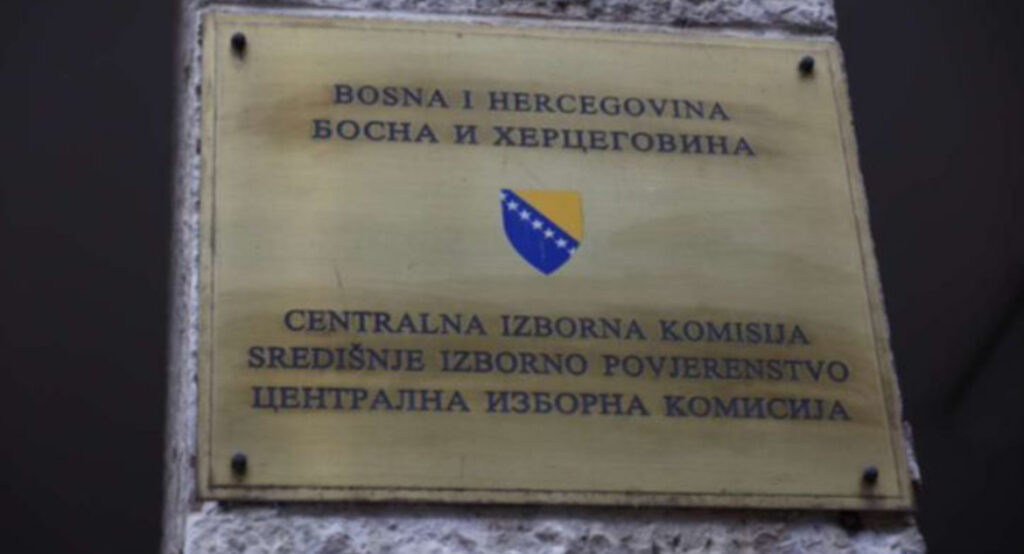 BOSNA I HERCEGOVINA
БОСНА И ХЕРЦЕГОВИНА
CENTRALNA IZBORNA KOMISIJA
SREDIŠNJE IZBORNO POVJERENSTVO
ЦЕНТРАЛНА ИЗБОРНА КОМИСИЈА